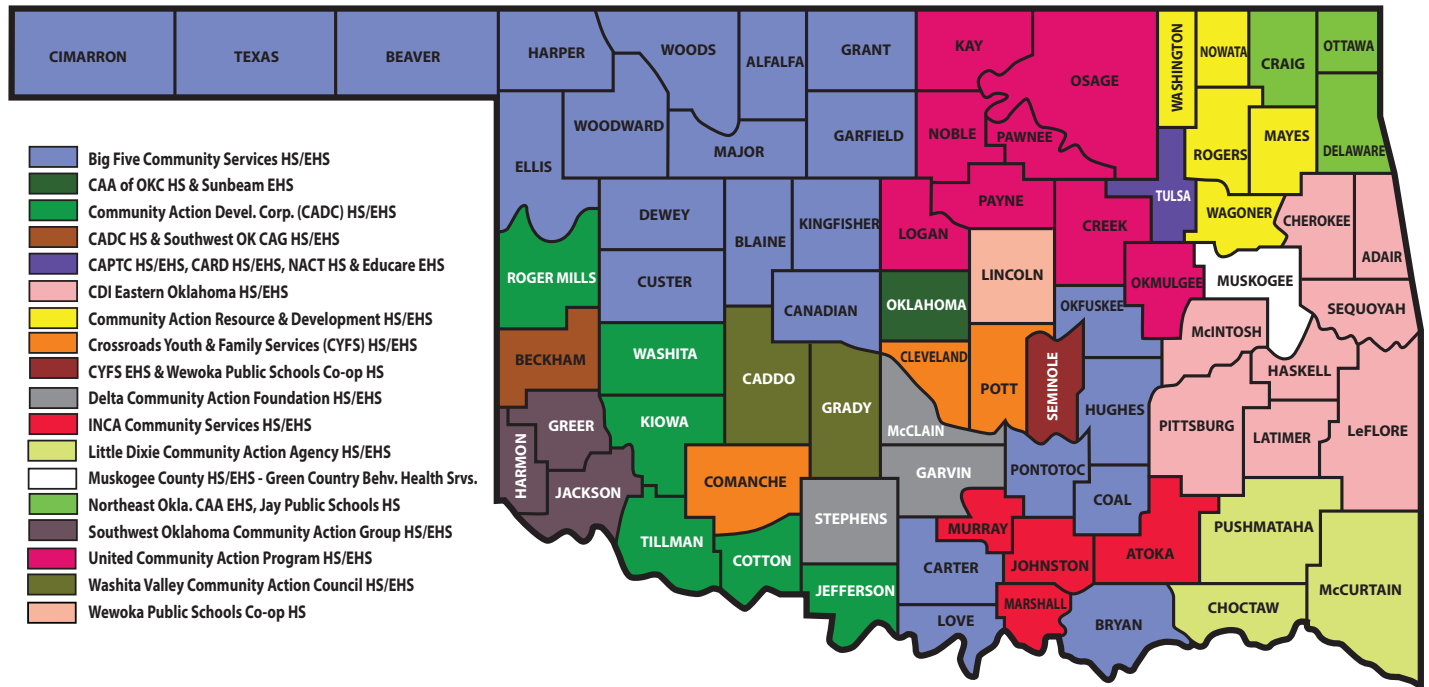 CIMARRON
TEXAS
BEAVER
HARPER
WOODS
ALFALFA
GRANT
KAY
OSAGE
WASHINGTON
NOWATA
CRAIG
OTTAWA
WOODWARD
ELLIS
MAJOR
GARFIELD
NOBLE
PAWNEE
ROGERS
MAYES
DELAWARE
DEWEY
BLAINE
KINGFISHER
LOGAN
PAYNE
CREEK
TULSA
WAGONER
CHEROKEE
ADAIR
ROGER MILLS
CUSTER
CANADIAN
OKLAHOMA
LINCOLN
OKFUSKEE
OKMULGEE
MUSKOGEE
SEQUOYAH
BECKHAM
WASHITA
CADDO
GRADY
CLEVELAND
POTT
SEMINOLE
HUGHES
McINTOSH
HASKELL
PITTSBURG
LATIMER
LeFLORE
HARMON
GREER
KIOWA
JACKSON
COMANCHE
McCLAIN
GARVIN
PONTOTOC
COAL
STEPHENS
MURRAY
TILLMAN
COTTON
JEFFERSON
CARTER
JOHNSTON
ATOKA
PUSHMATAHA
MARSHALL
LOVE
BRYAN
CHOCTAW
McCURTAIN
Big Five Community Services HS/EHS
CAA of OKC HS & Sunbeam EHS
Community Action Devel. Corp. (CADC) HS/EHS
CADC HS & Southwest OK CAG HS/EHS
CAPTC HS/EHS, CARD HS/EHS, NACT HS & Educare EHS
CDI Eastern Oklahoma HS/EHS
Community Action Resource & Development HS/EHS
Crossroads Youth & Family Services (CYFS) HS/EHS
CYFS EHS & Wewoka Public Schools Co-op HS
Delta Community Action Foundation HS/EHS
INCA Community Services HS/EHS
Little Dixie Community Action Agency HS/EHS
Muskogee County HS/EHS - Green Country Behv. Health Srvs.
Northeast Okla. CAA EHS, Jay Public Schools HS
Southwest Oklahoma Community Action Group HS/EHS
United Community Action Program HS/EHS
Washita Valley Community Action Council HS/EHS
Wewoka Public Schools Co-op HS